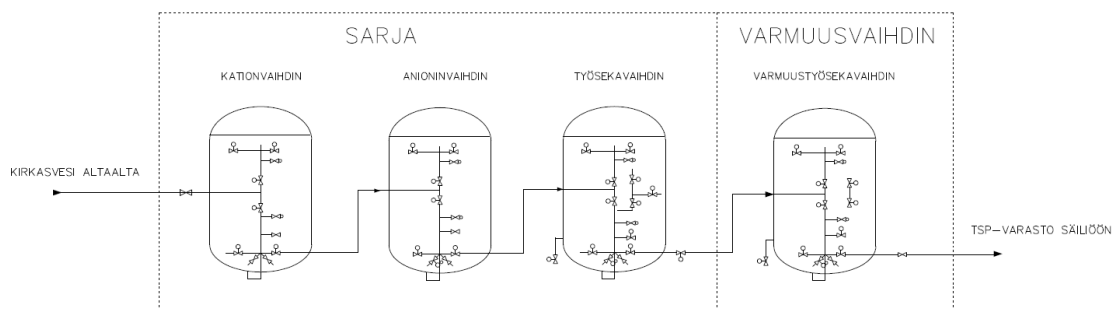 SARJA
VARMUUSVAIHDIN
KATIONVAIHDIN
ANIONINVAIHDIN
TYÖSEKAVAIHDIN
VARMUUSTYÖSEKAVAIHDIN
KIRKASVESI ALTAALTA
TSP-VARASTO SÄILIÖÖN